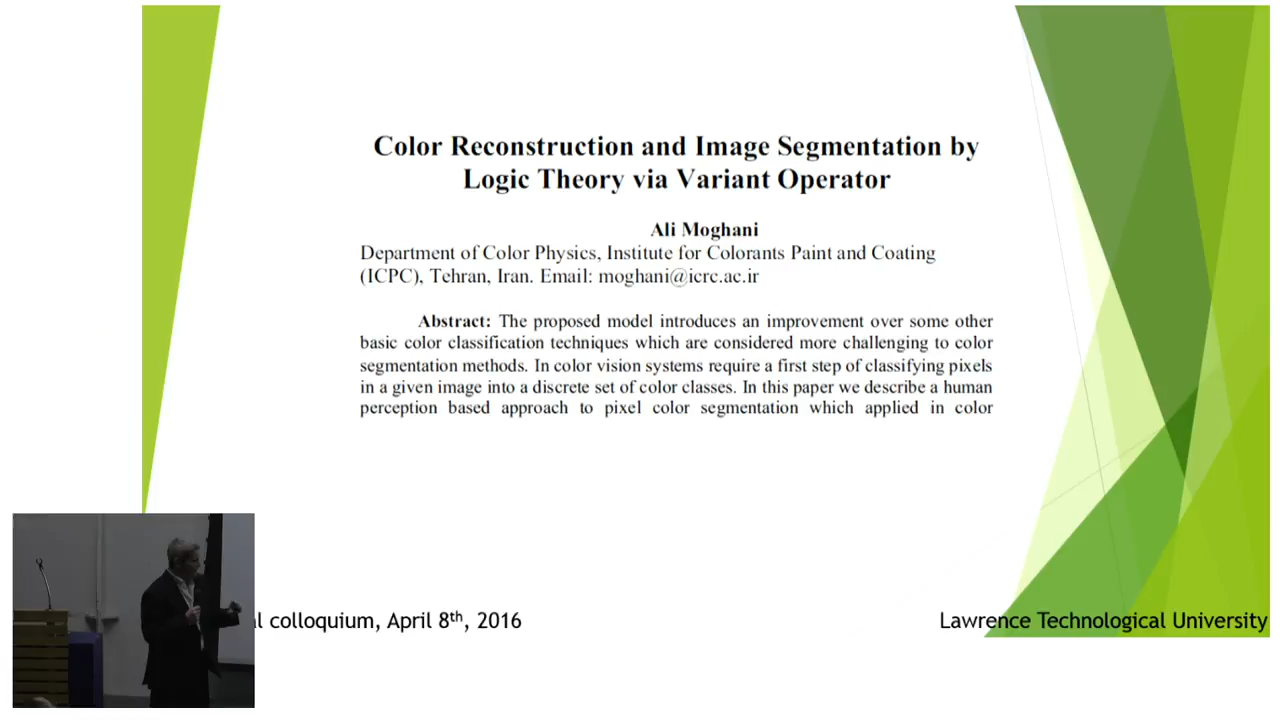 Color Reconstruction and Image Segmentation by
Logic Theory via Variant Operator
Ali Moghani
Department of Color Physics, Institute for Colorants Paint and Coating
(ICPC), Tehran, Iran. Email: moghani@icrc.ac.ir
Abstract: The proposed model introduces an improvement over some other
basic color classification techniques which are considered more challenging to color
segmentation methods. In color vision systems require a first step of classifying pixels
in a given image into a discrete set of color classes. In this paper we describe a human
perception based approach to pixel color segmentation which applied in color
colloquium, April 8th, 2016
Lawrence Technological University